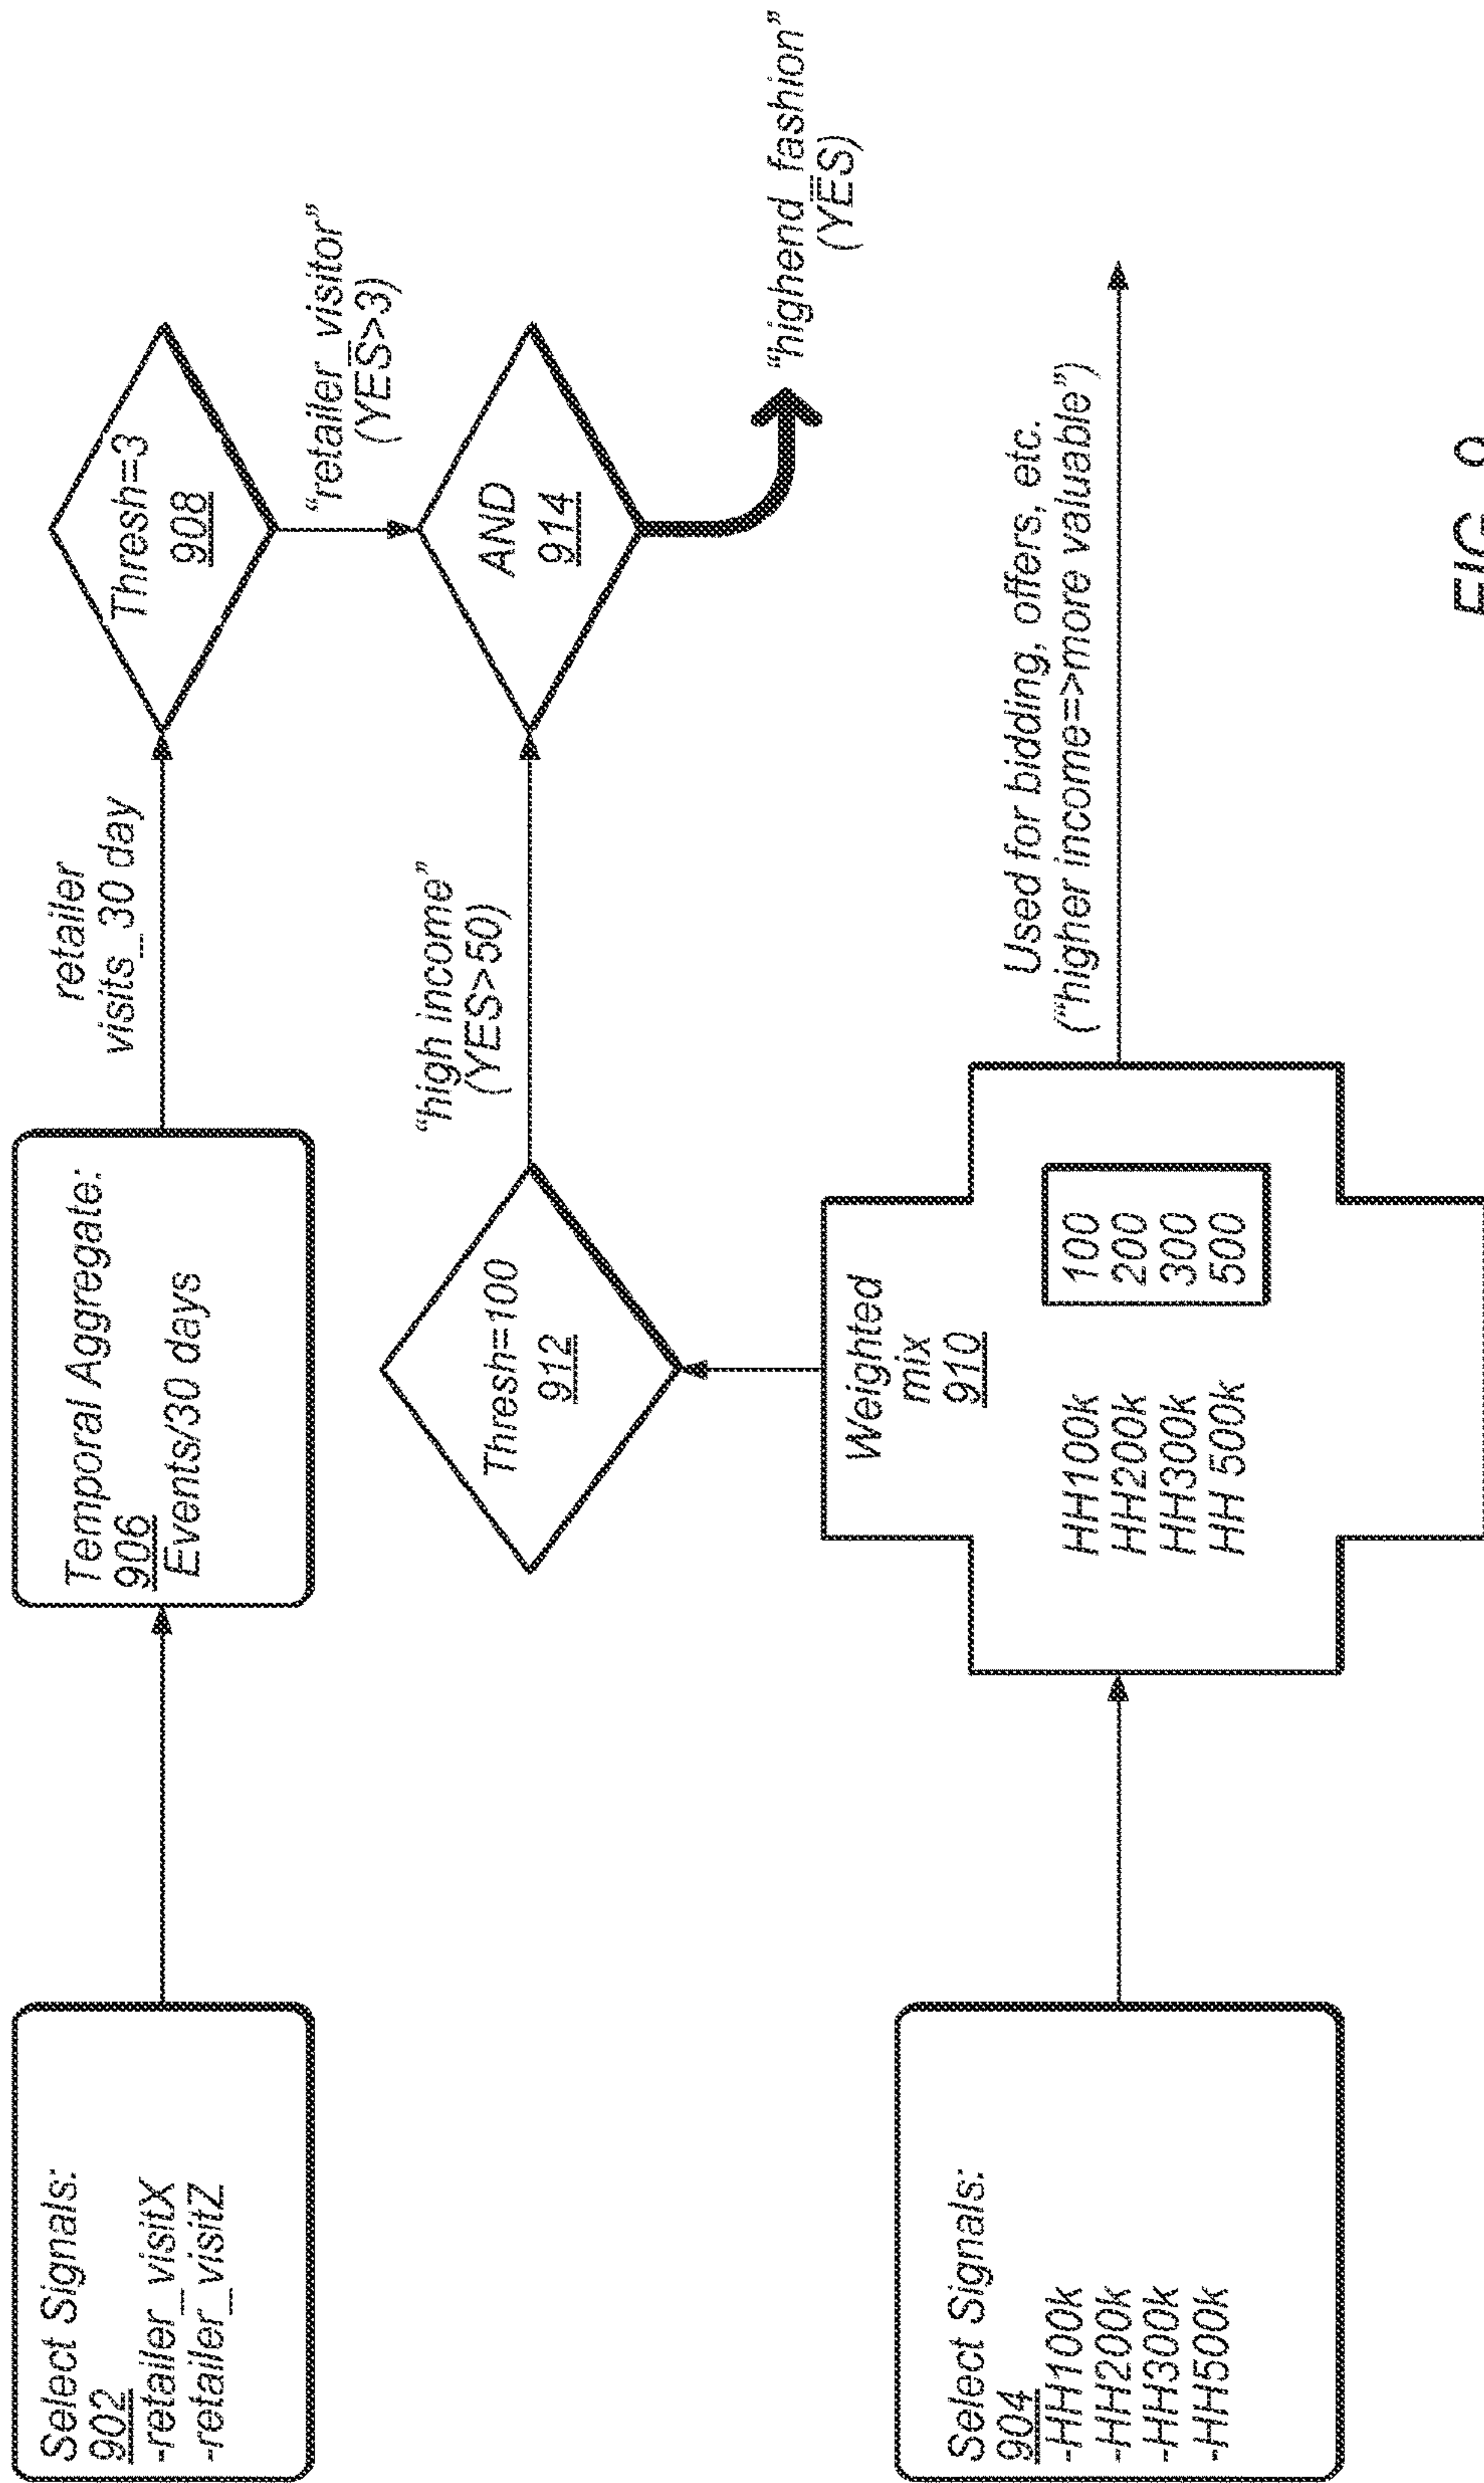 Select Signals:
902
-retailer_visitX
-retailer_visitZ
Temporal Aggregate:
906
Events/30 days
retailer
visits_30 day
Thresh=3
908
"retailer_visitor"
(YES>3)
Select Signals:
904
-HH100k
-HH200k
-HH300k
-HH500k
Weighted
mix
910
HH100k 100
HH200k 200
HH300k 300
HH 500k 500
Thresh=100
912
"high income"
(YES>50)
AND
914
"highend_fashion"
(YES)
Used for bidding, offers, etc.
("higher income=>more valuable")
FIG. 9